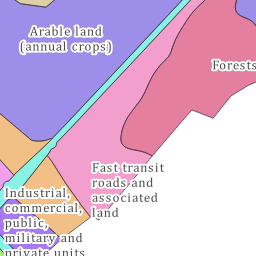 Arable land
(annual crops)
Forests
Fast transit
roads and
associated
land
Industrial,
commercial,
public,
military and
private units